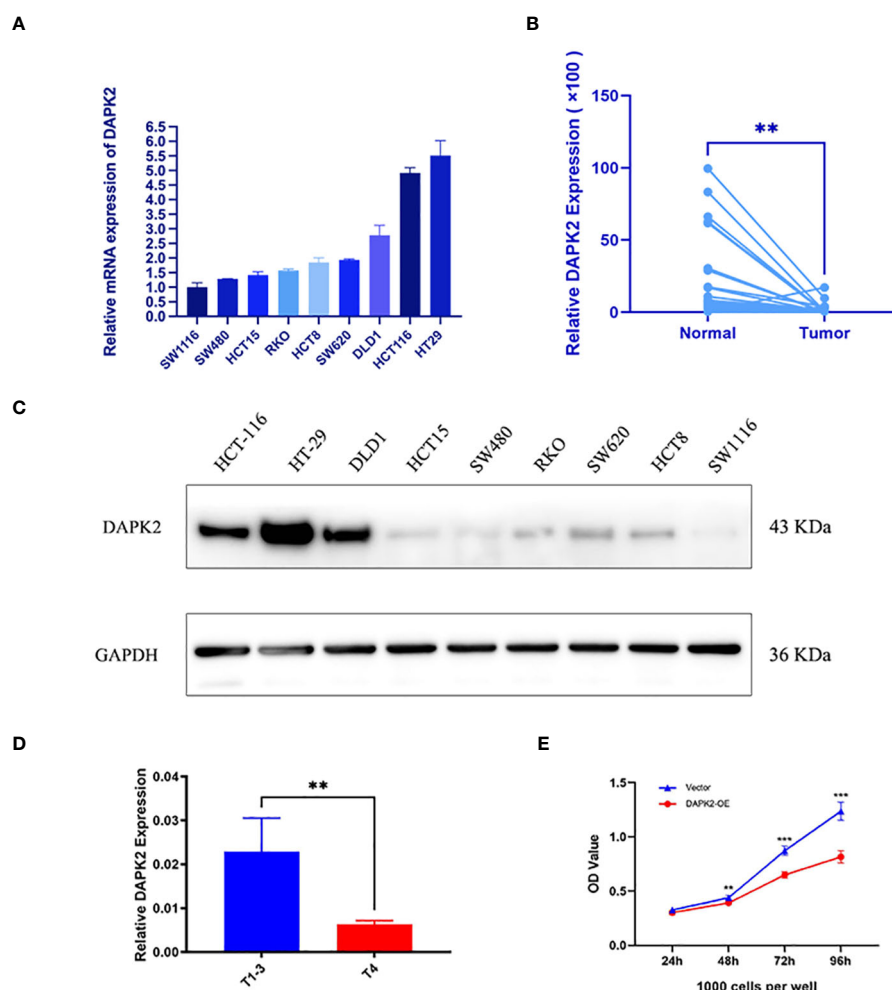 A
B
Relative mRNA expression of DAPK2
6.5
6.0
5.5
5.0
4.5
4.0
3.5
3.0
2.5
2.0
1.5
1.0
0.5
0.0
SW1116
SW480
HCT15
RKO
HCT8
SW620
DLD1
HCT116
HT29
Relative DAPK2 Expression ( ×100 )
150
100
50
0
**
Normal
Tumor
C
HCT-116
HT-29
DLD1
HCT15
SW480
RKO
SW620
HCT8
SW1116
DAPK2
43 KDa
GAPDH
36 KDa
D
E
Relative DAPK2 Expression
0.04
0.03
0.02
0.01
0.00
**
T1-3
T4
OD Value
1.5
1.0
0.5
0.0
Vector
DAPK2-OE
**
***
***
24h
48h
72h
96h
1000 cells per well